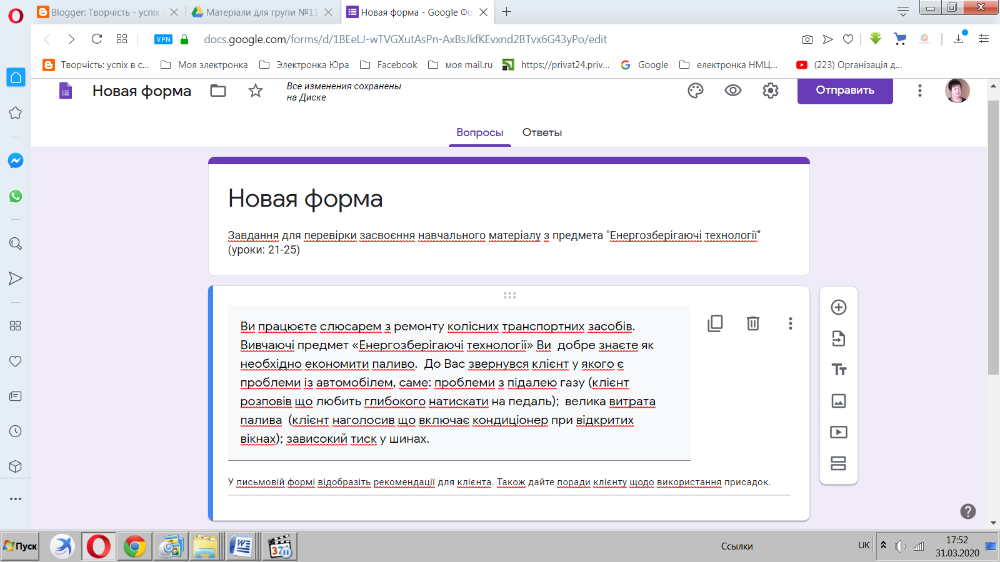 Blogger: Творчість - успіх
Матеріали для групи №11
Новая форма - Google Фо
VPN
docs.google.com/forms/d/1BEeLJ-wTVGXutAsPn-AxBsJkfKEvxnd2BTvx6G43yPo/edit
Творчість: успіх в с...
Моя электронка
Электронка Юра
Facebook
моя mail.ru
https://privat24.priv...
Google
електронка НМЦ...
(223) Організація д...
Новая форма
Все изменения сохранены
на Диске
Отправить
Вопросы
Ответы
Новая форма
Завдання для перевірки засвоєння навчального матеріалу з предмета "Енергозберігаючі технології"
(уроки: 21-25)
Ви працюєте слюсарем з ремонту колісних транспортних засобів.
Вивчаючі предмет «Енергозберігаючі технології» Ви добре знаєте як
необхідно економити паливо. До Вас звернувся клієнт у якого є
проблеми із автомобілем, саме: проблеми з підалею газу (клієнт
розповів що любить глибокого натискати на педаль); велика витрата
палива (клієнт наголосив що включає кондиціонер при відкритих
вікнах); зависокий тиск у шинах.
У письмовій формі відобразіть рекомендації для клієнта. Також дайте поради клієнту щодо використання присадок.
Пуск
321
Ссылки
UK
17:52
31.03.2020